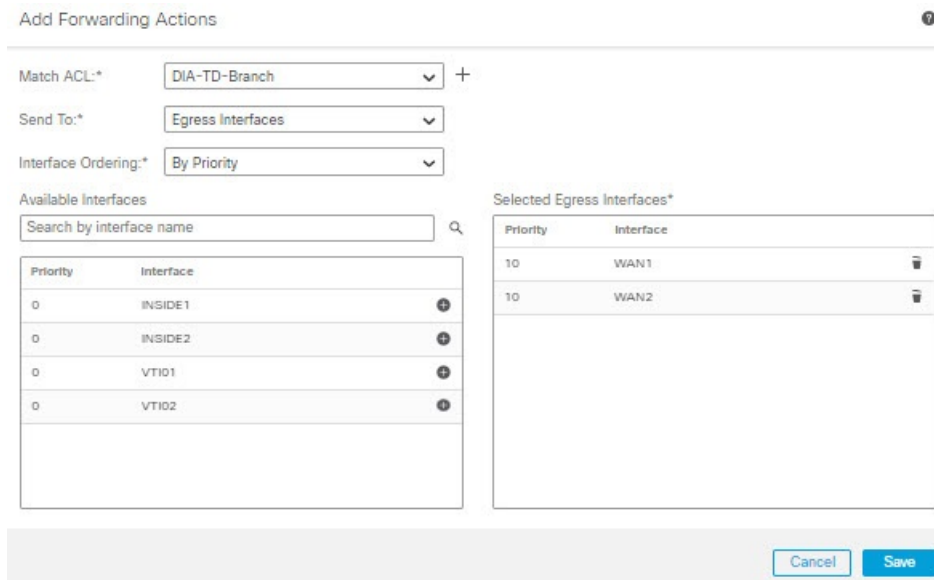 Add Forwarding Actions
?
Match ACL:* DIA-TD-Branch +
Send To:* Egress Interfaces
Interface Ordering:* By Priority
Available Interfaces
Search by interface name
Priority Interface
0 INSIDE1
0 INSIDE2
0 VTI01
0 VTI02
Selected Egress Interfaces*
Priority Interface
10 WAN1
10 WAN2
Cancel Save